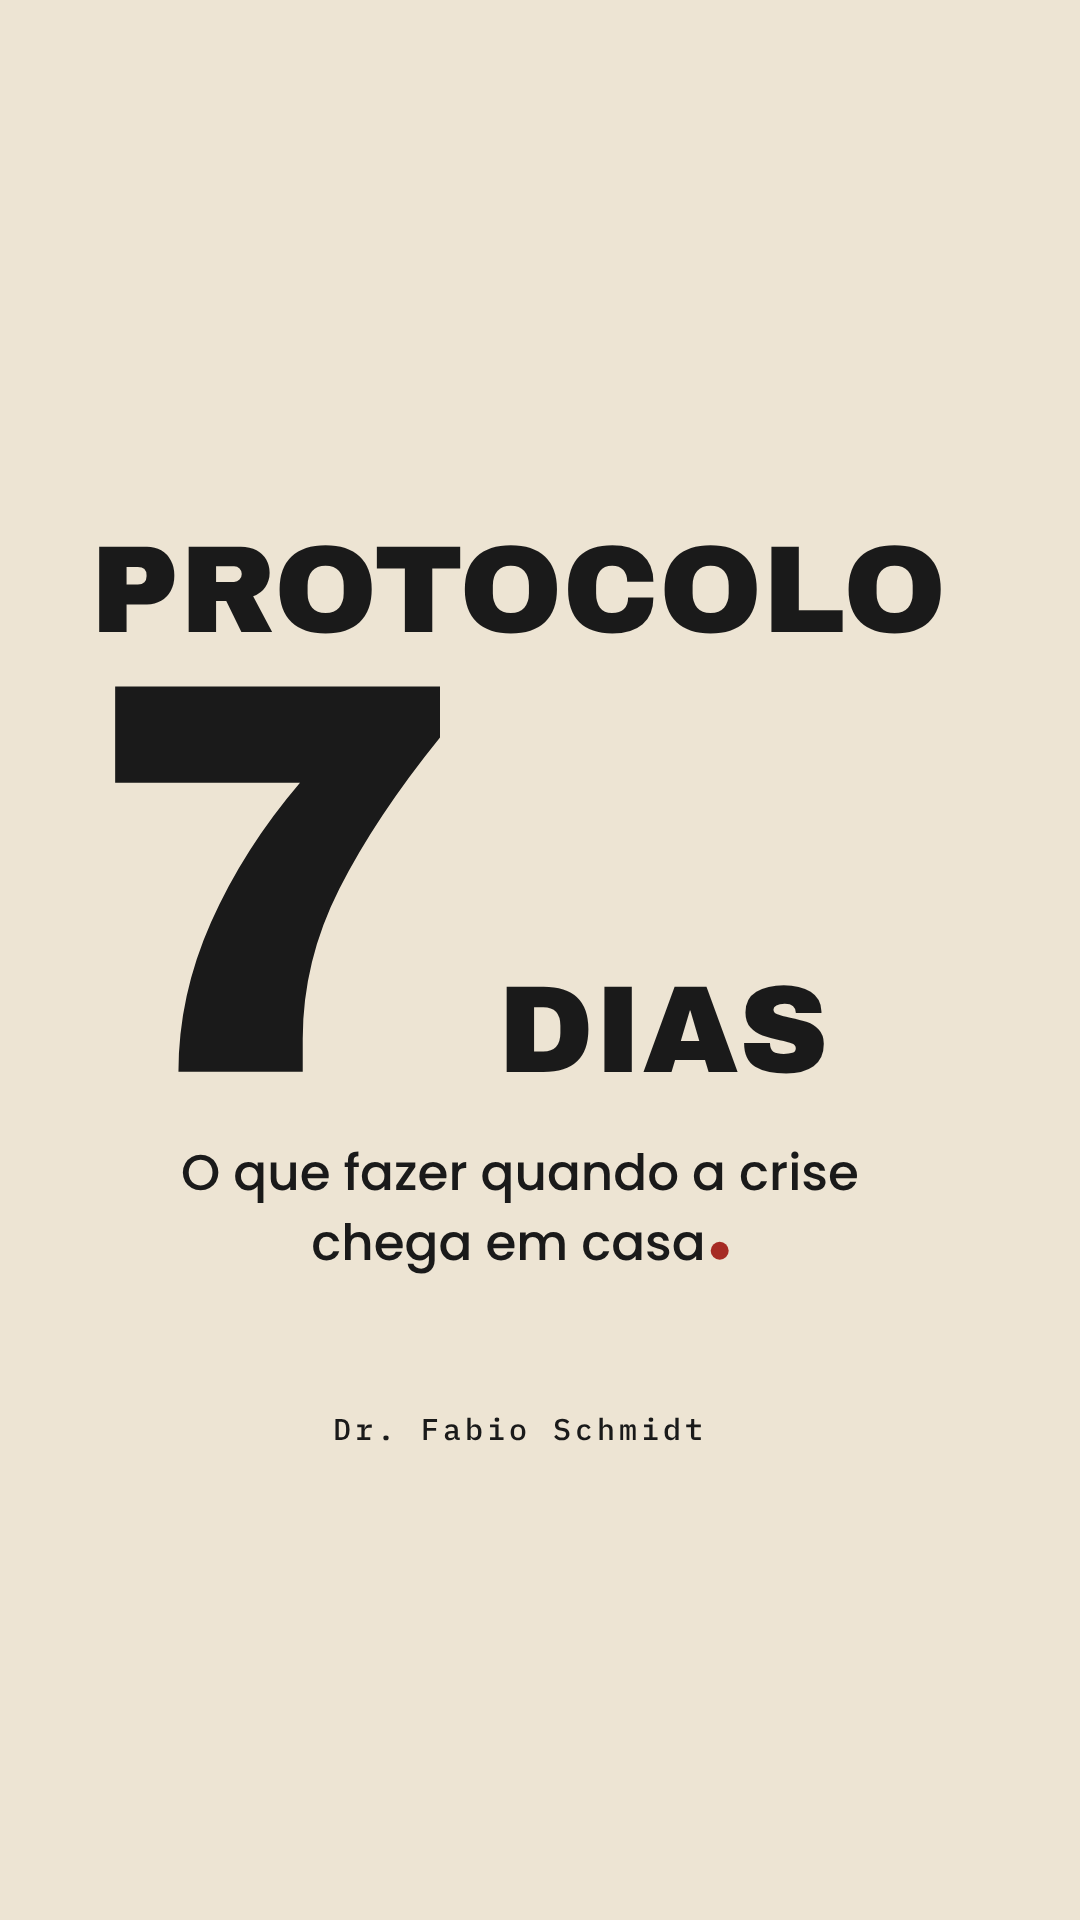 PROTOCOLO
7 DIAS
O que fazer quando a crise
chega em casa.
Dr. Fabio Schmidt